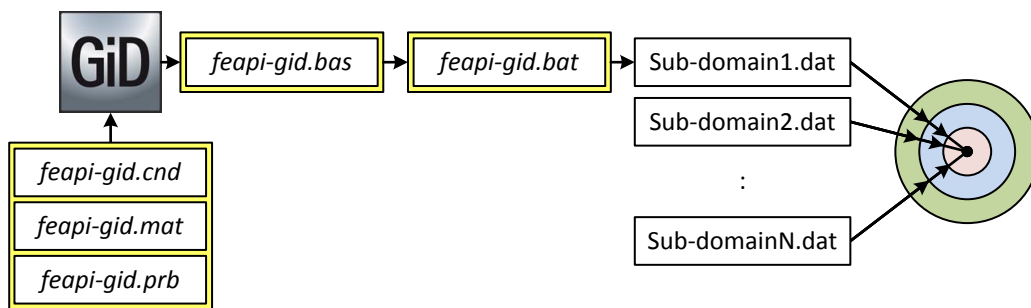 GiD
feapi-gid.bas
feapi-gid.bat
Sub-domain1.dat
Sub-domain2.dat
:
Sub-domainN.dat
feapi-gid.cnd
feapi-gid.mat
feapi-gid.prb